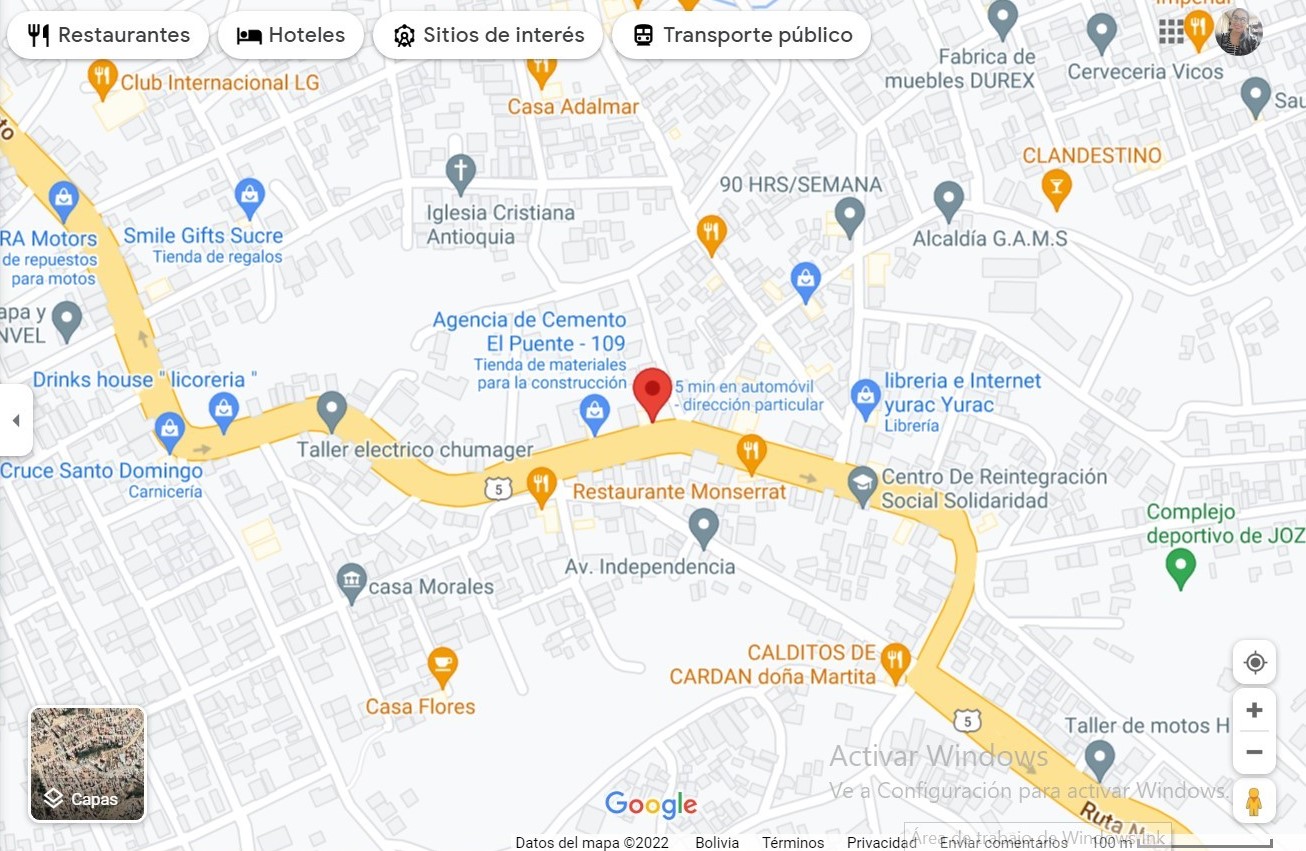 Restaurantes
Hoteles
Sitios de interés
Transporte público
Imperial
Fabrica de
muebles DUREX
Cerveceria Vicos
Club Internacional LG
Casa Adalmar
Sau
to
CLANDESTINO
90 HRS/SEMANA
Iglesia Cristiana
Antioquia
Alcaldía G.A.M.S
RA Motors
de repuestos
para motos
Smile Gifts Sucre
Tienda de regalos
apa y
NVEL
Agencia de Cemento
El Puente - 109
Tienda de materiales
para la construcción
Drinks house " licoreria "
5 min en automóvil
- dirección particular
libreria e Internet
yurac Yurac
Librería
Taller electrico chumager
Cruce Santo Domingo
Carnicería
5
Restaurante Monserrat
Centro De Reintegración
Social Solidaridad
Complejo
deportivo de JOZ
Av. Independencia
casa Morales
CALDITOS DE
CARDAN doña Martita
Casa Flores
5
Taller de motos H
Activar Windows
Ve a Configuración para activar Windows.
Capas
Google
Ruta N
Área de trabajo de Windows Ink
Datos del mapa ©2022 Bolivia Términos Privacidad Enviar comentarios 100 m